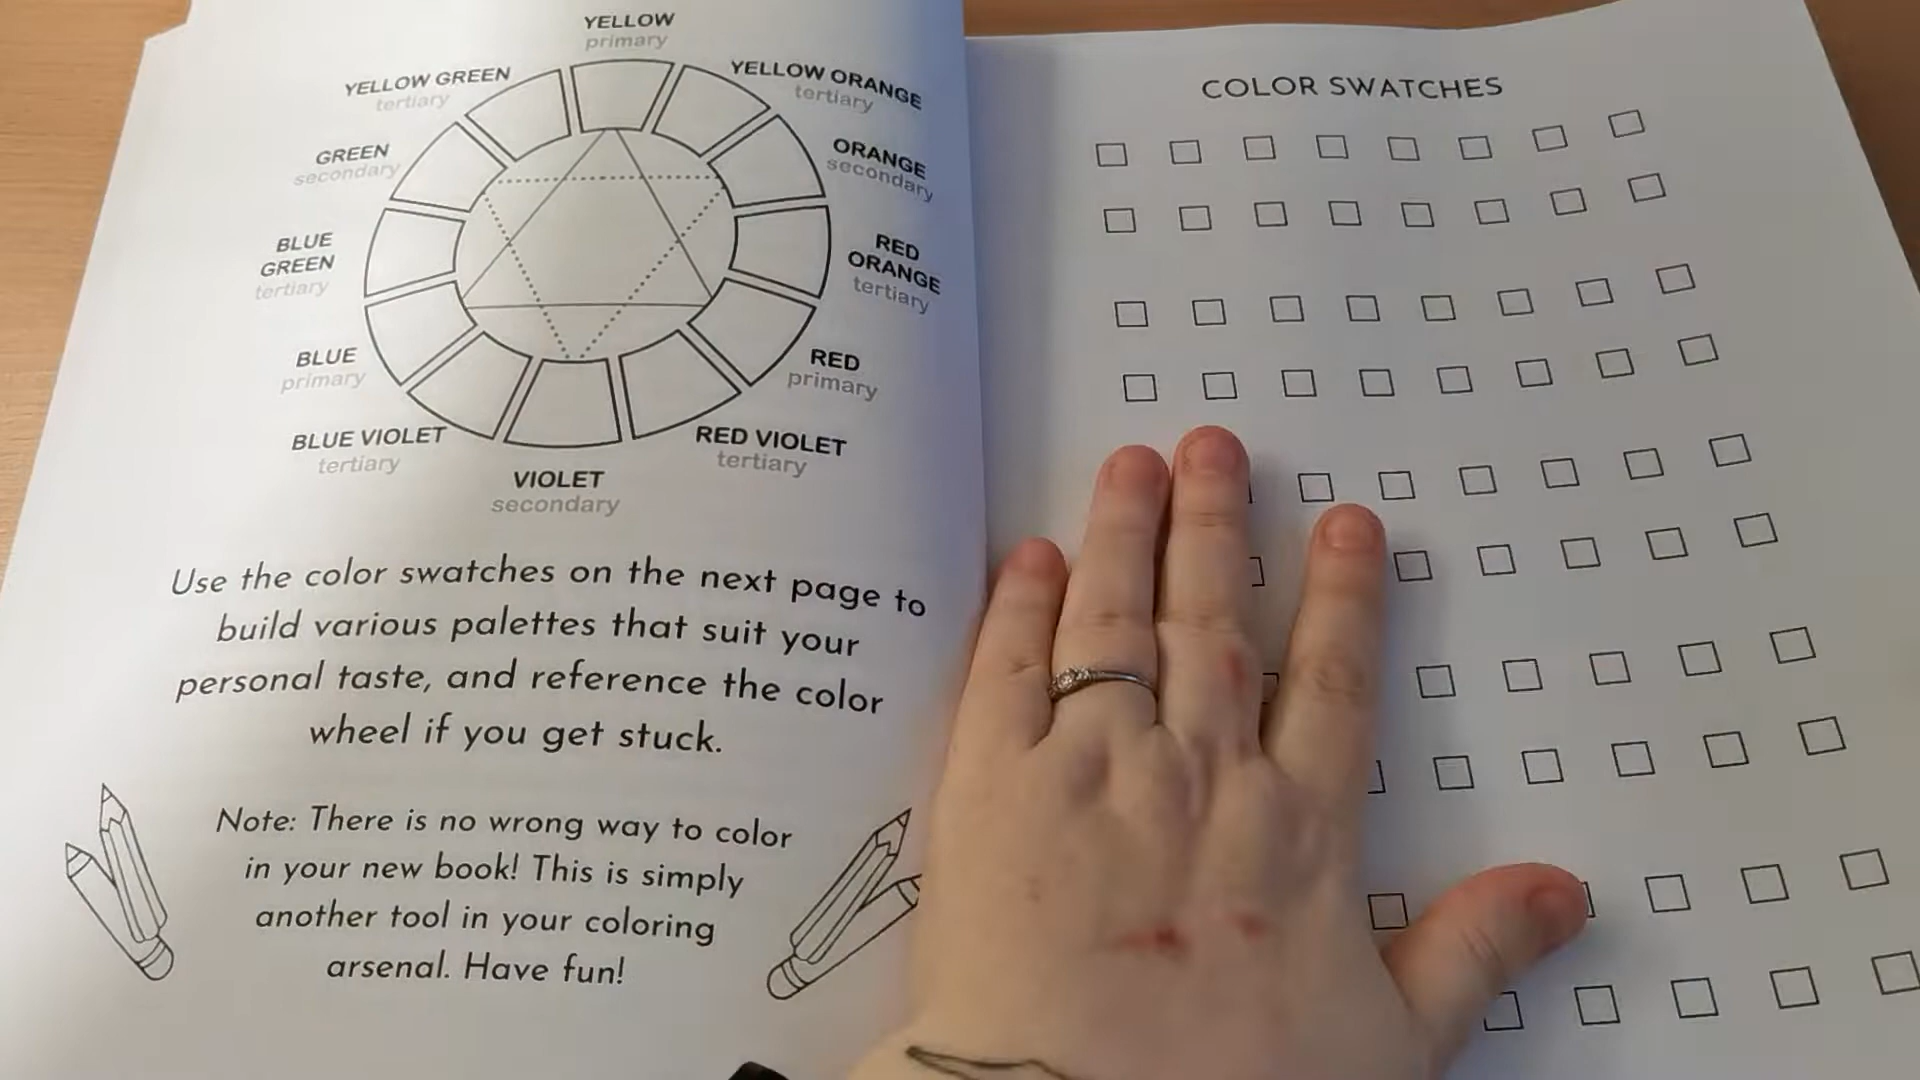 YELLOW
primary
YELLOW GREEN
tertiary
YELLOW ORANGE
tertiary
GREEN
secondary
ORANGE
secondary
BLUE
GREEN
tertiary
RED
ORANGE
tertiary
BLUE
primary
RED
primary
BLUE VIOLET
tertiary
RED VIOLET
tertiary
VIOLET
secondary
Use the color swatches on the next page to
build various palettes that suit your
personal taste, and reference the color
wheel if you get stuck.
Note: There is no wrong way to color
in your new book! This is simply
another tool in your coloring
arsenal. Have fun!
COLOR SWATCHES